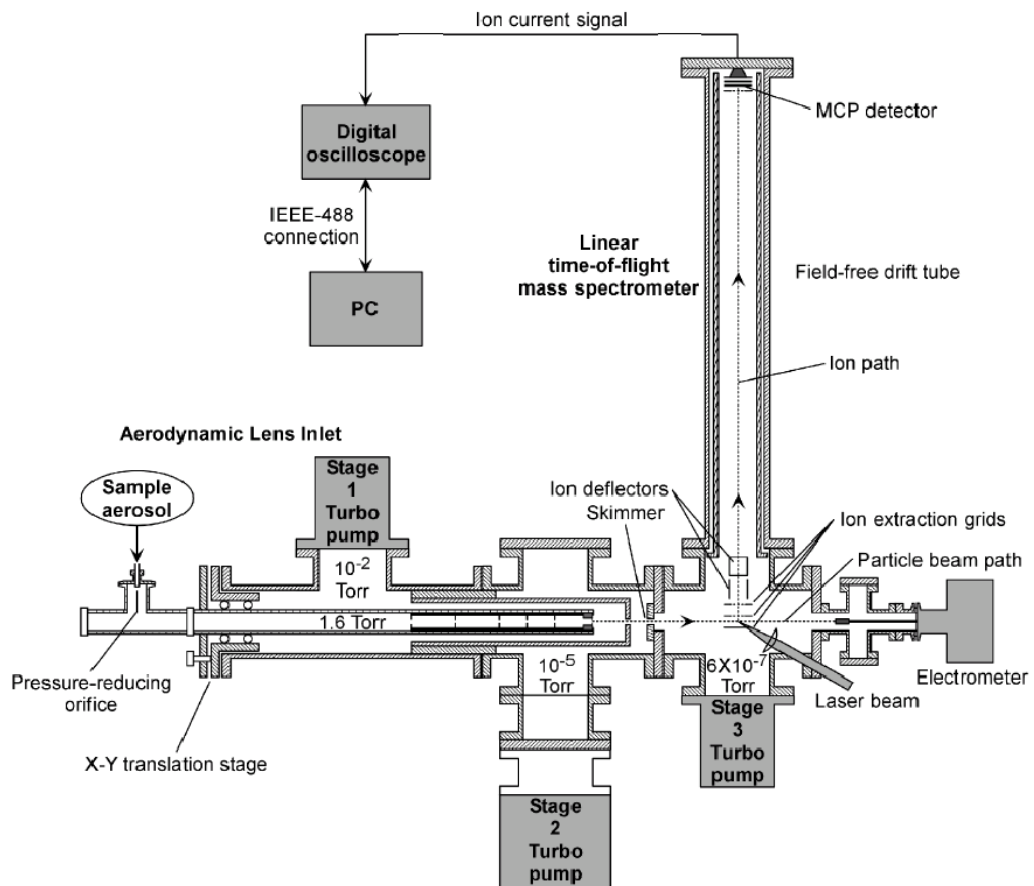 Ion current signal
MCP detector
Digital
oscilloscope
IEEE-488
connection
Linear
time-of-flight
mass spectrometer
Field-free drift tube
PC
Ion path
Aerodynamic Lens Inlet
Sample
aerosol
Stage
1
Turbo
pump
Ion deflectors
Skimmer
Ion extraction grids
Particle beam path
10-2
Torr
1.6 Torr
10-5
Torr
6X10-7
Torr
Electrometer
Laser beam
Pressure-reducing
orifice
X-Y translation stage
Stage
3
Turbo
pump
Stage
2
Turbo
pump